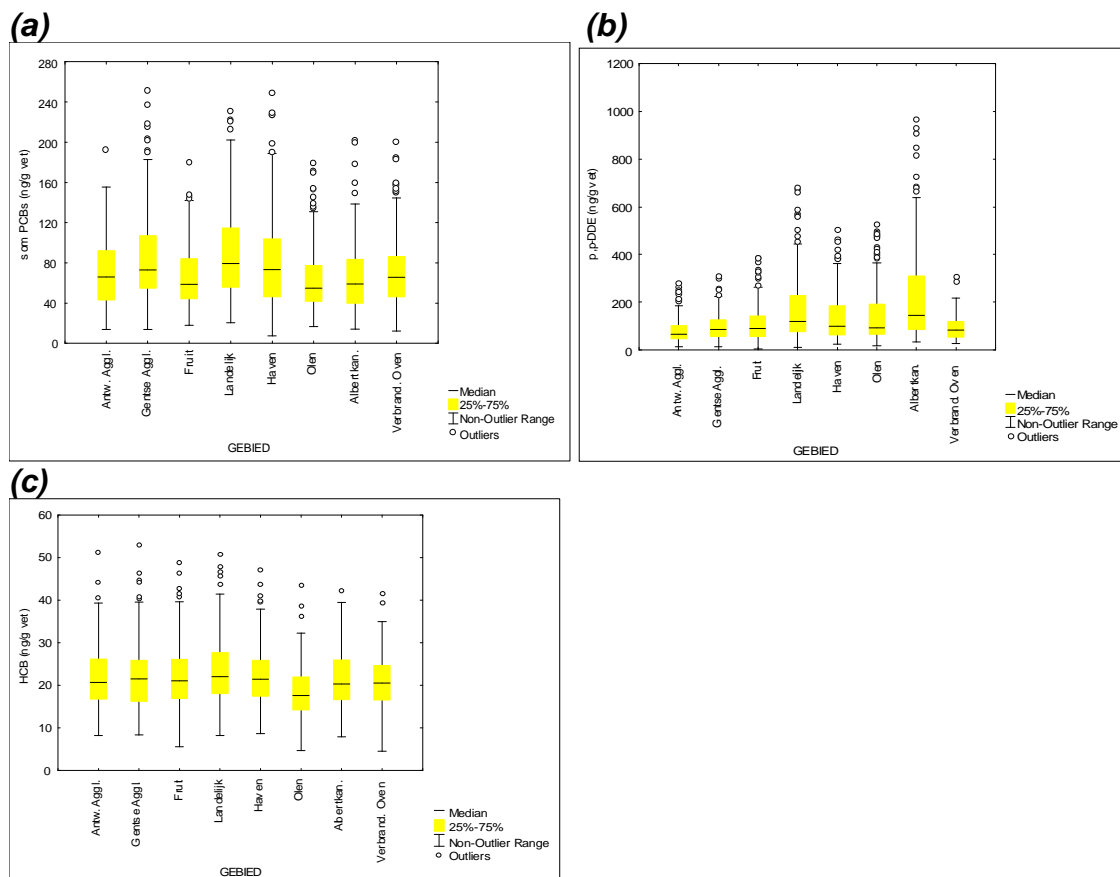 (a)
280
240
200
160
120
80
40
0
som PCBs (ng/g vet)
Antw. Aggl.
Gentse Aggl.
Fruit
Landelijk
Haven
Olen
Albertkan.
Verbrand. Oven
GEBIED
Median
25%-75%
Non-Outlier Range
Outliers
(b)
1200
1000
800
600
400
200
0
p,p-DDE (ng/g vet)
Antw. Aggl.
Gentse Aggl.
Fruit
Landelijk
Haven
Olen
Albertkan.
Verbrand. Oven
GEBIED
Median
25%-75%
Non-Outlier Range
Outliers
(c)
60
50
40
30
20
10
0
HCB (ng/g vet)
Antw. Aggl.
Gentse Aggl.
Fruit
Landelijk
Haven
Olen
Albertkan.
Verbrand. Oven
GEBIED
Median
25%-75%
Non-Outlier Range
Outliers